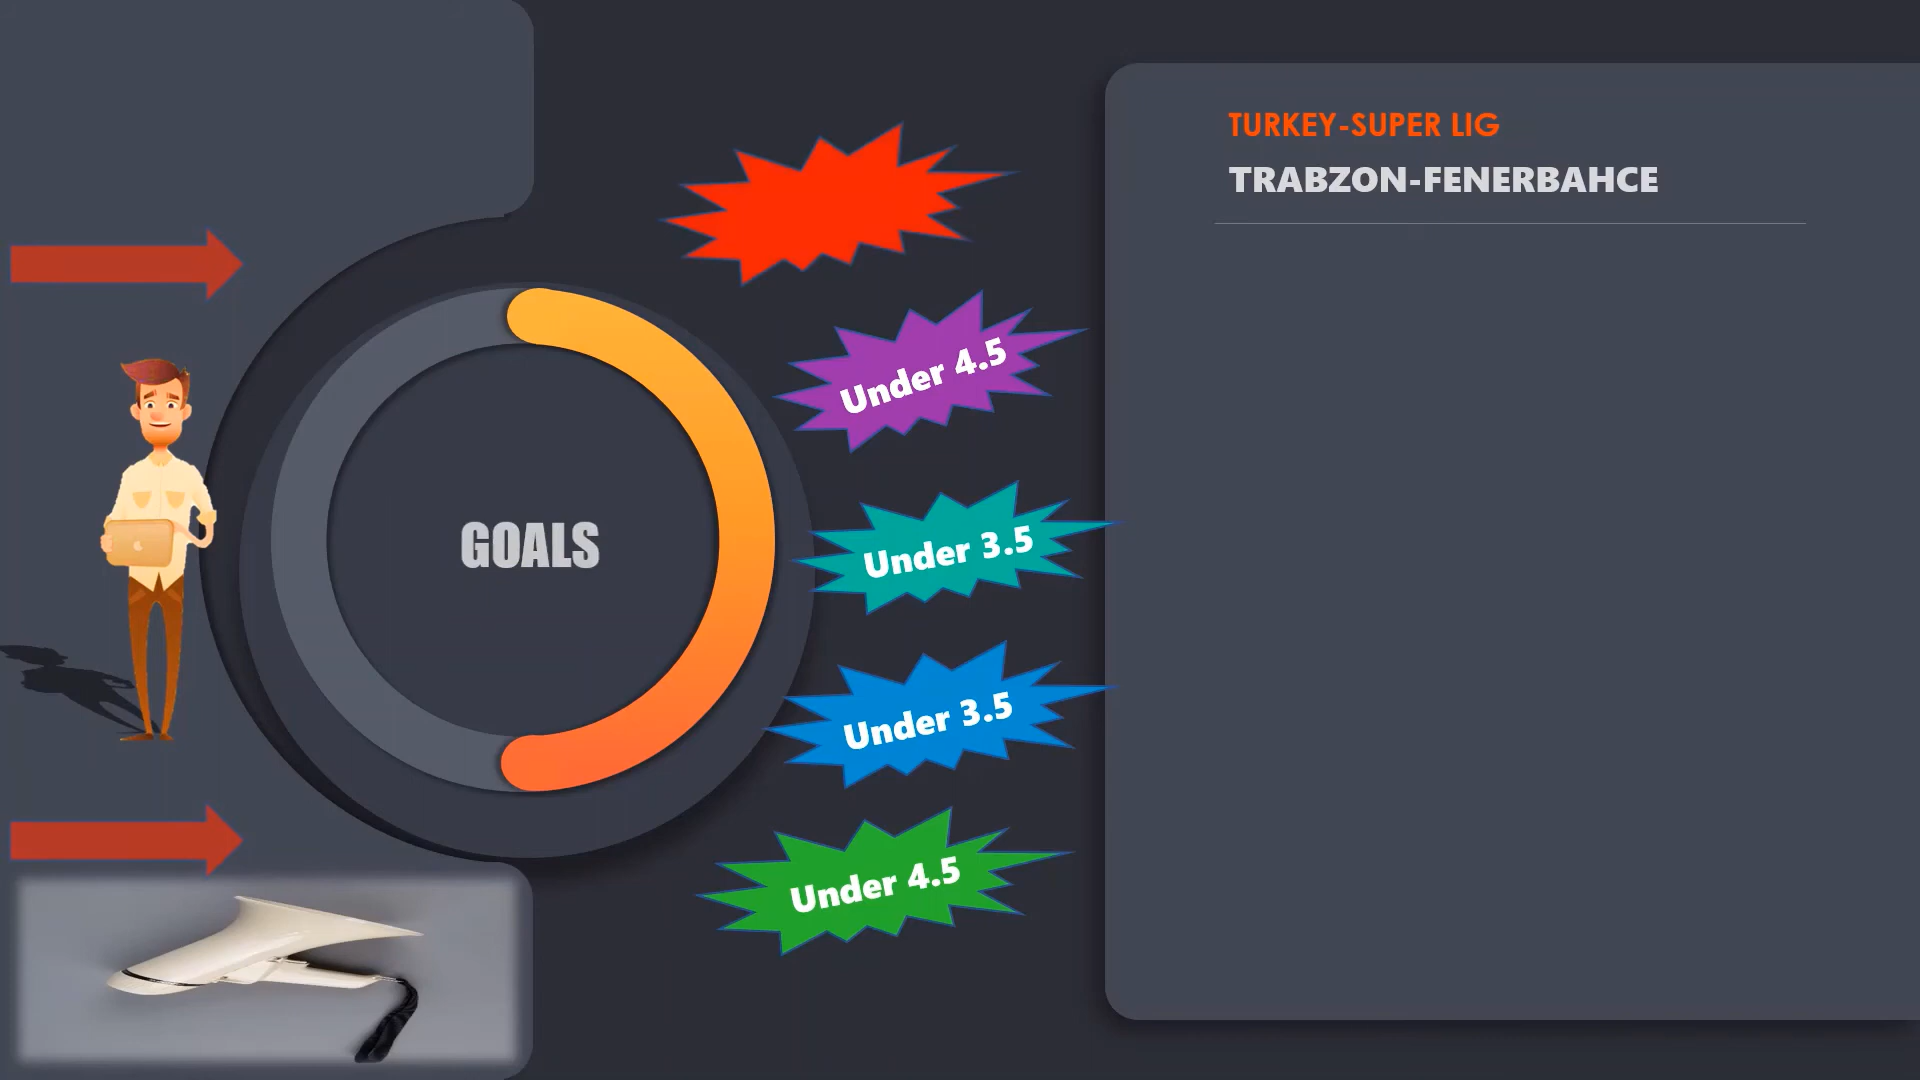 TURKEY-SUPER LIG
TRABZON-FENERBAHCE
GOALS
Under 4.5
Under 3.5
Under 3.5
Under 4.5